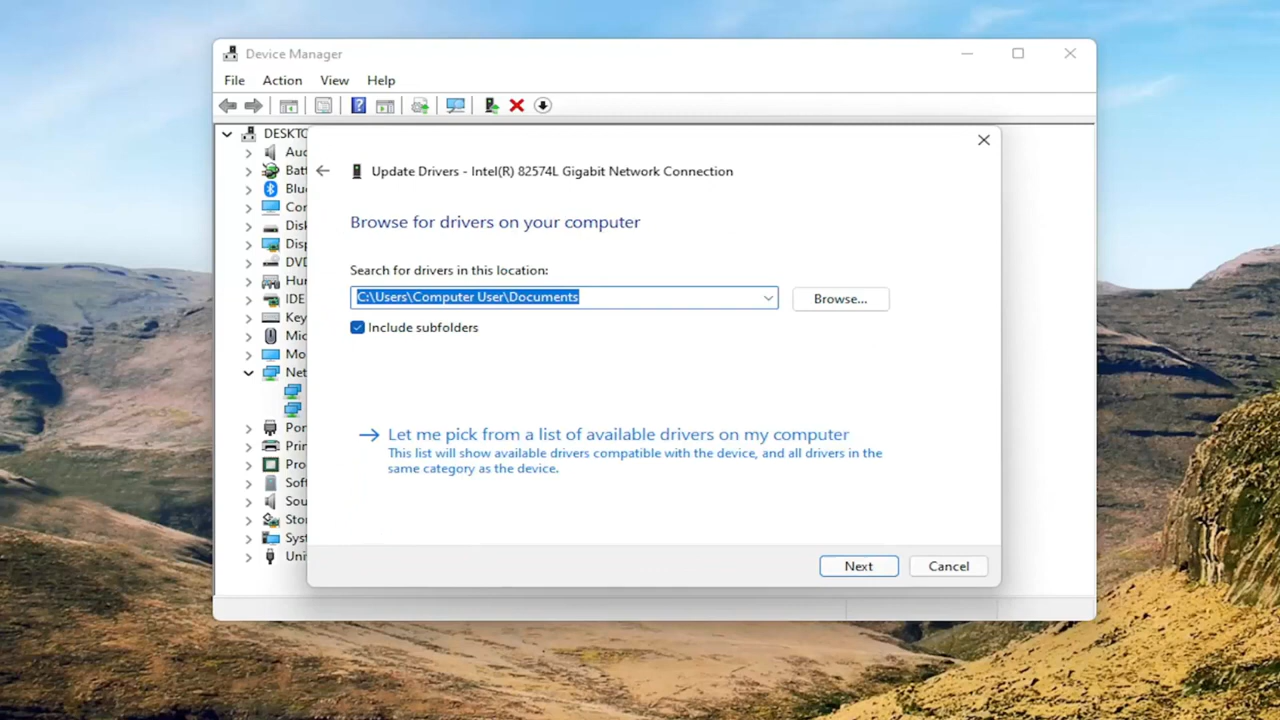 Device Manager
File Action View Help
DESKTC
Auc
Batt
Blu
Cor
Disk
Disp
DVD
Hur
IDE
Key
Mic
Mo
Net
Por
Prin
Pro
Soft
Sou
Stor
Syst
Uni
Update Drivers - Intel(R) 82574L Gigabit Network Connection
Browse for drivers on your computer
Search for drivers in this location:
C:\Users\Computer User\Documents
Browse...
Include subfolders
Let me pick from a list of available drivers on my computer
This list will show available drivers compatible with the device, and all drivers in the
same category as the device.
Next Cancel